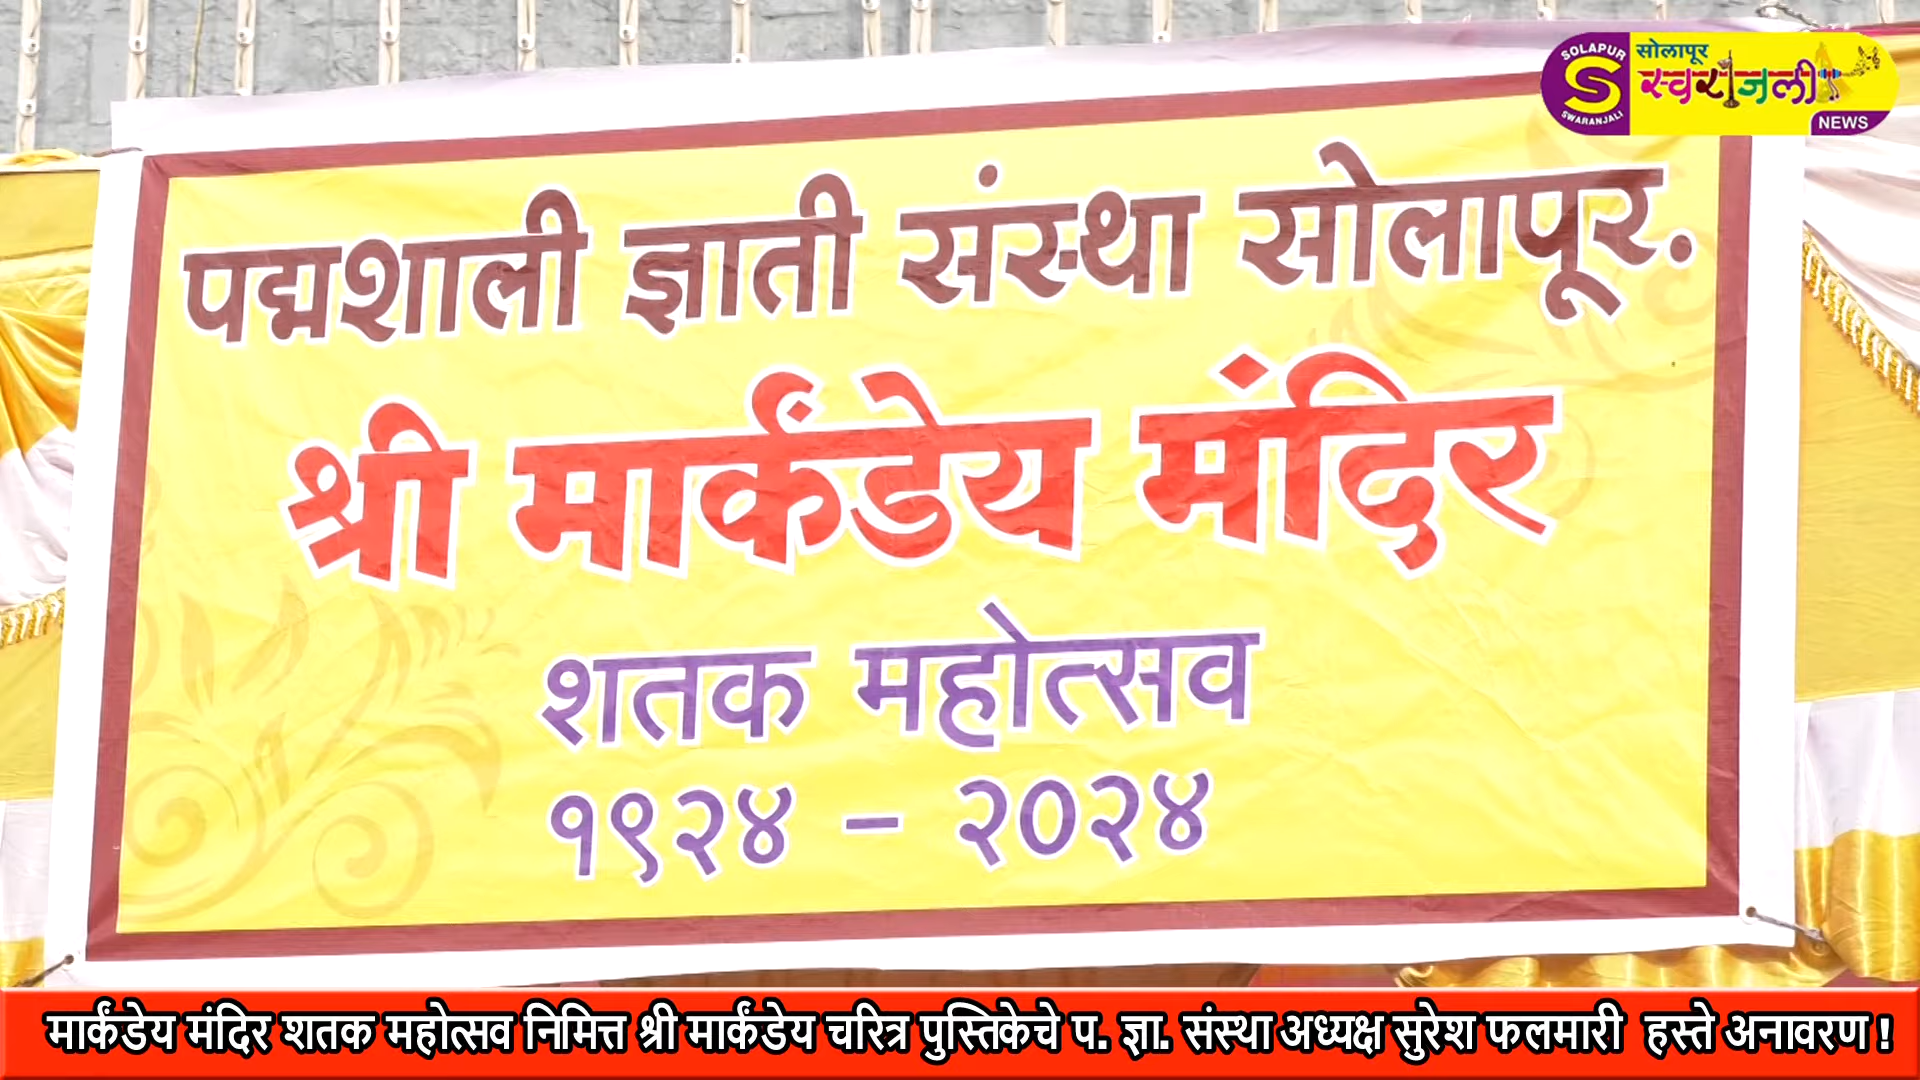 SOLAPUR
S
SWARANJALI
सोलापूर
स्वरांजली
NEWS
पद्मशाली ज्ञाती संस्था सोलापूर.
श्री मार्कंडेय मंदिर
शतक महोत्सव
१९२४ – २०२४
मार्कंडेय मंदिर शतक महोत्सव निमित्त श्री मार्कंडेय चरित्र पुस्तिकेचे प. ज्ञा. संस्था अध्यक्ष सुरेश फलमारी हस्ते अनावरण !